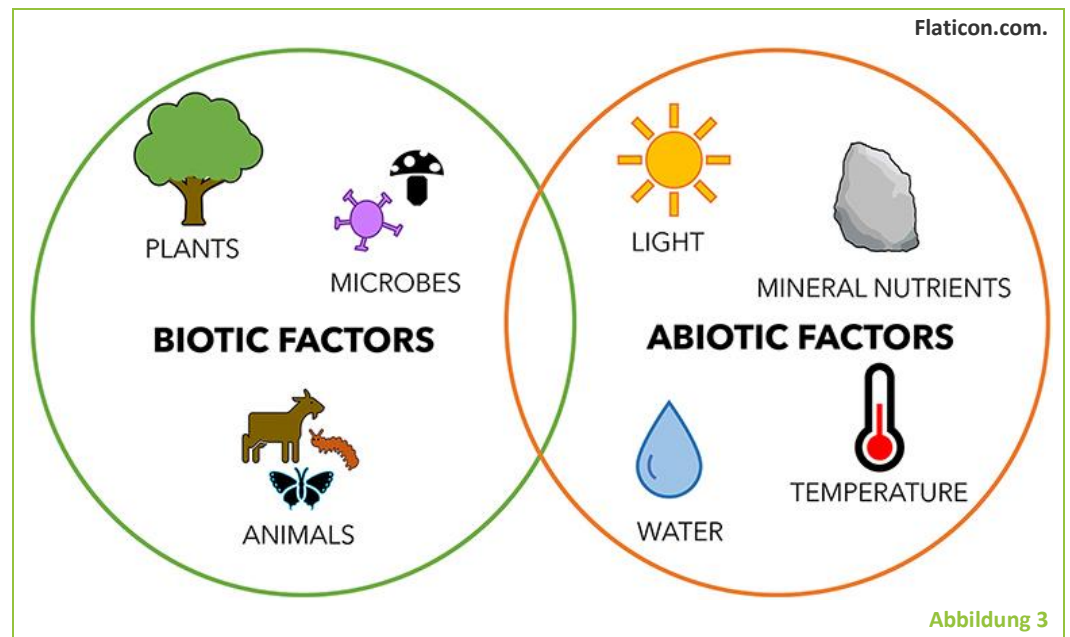 Flaticon.com.
PLANTS
MICROBES
BIOTIC FACTORS
ANIMALS
LIGHT
MINERAL NUTRIENTS
ABIOTIC FACTORS
WATER
TEMPERATURE
Abbildung 3